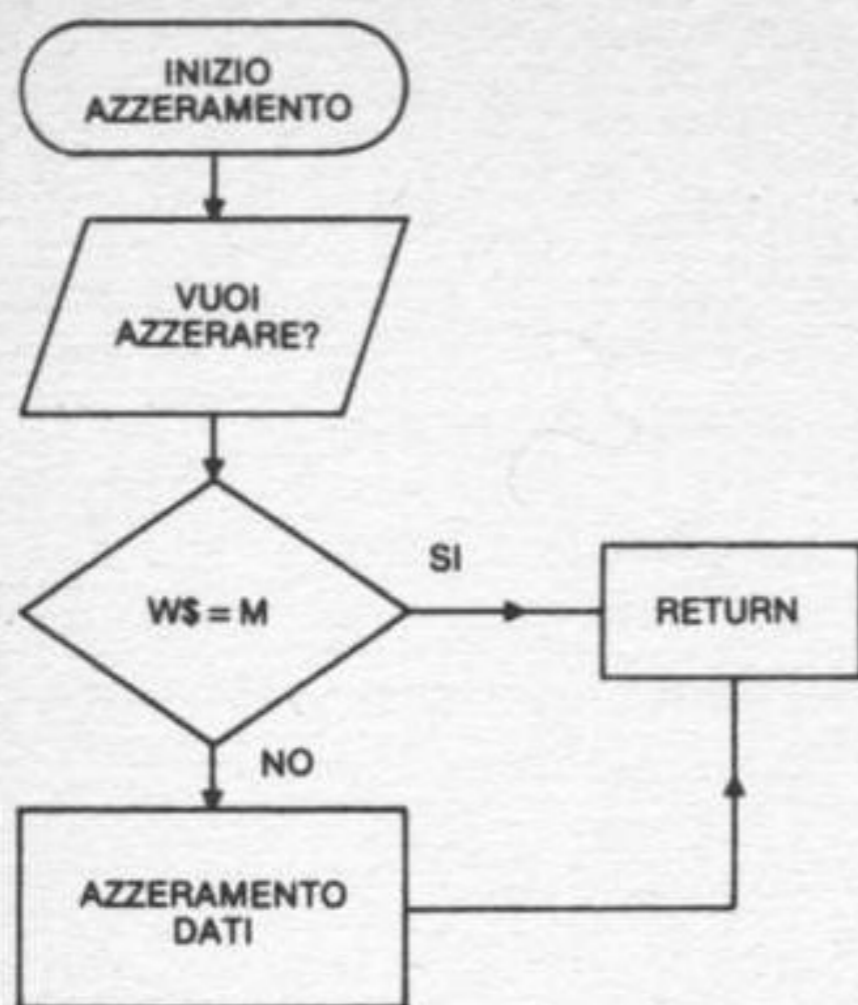 INIZIO
AZZERAMENTO
VUOI
AZZERARE?
W$ = M
SI
RETURN
NO
AZZERAMENTO
DATI